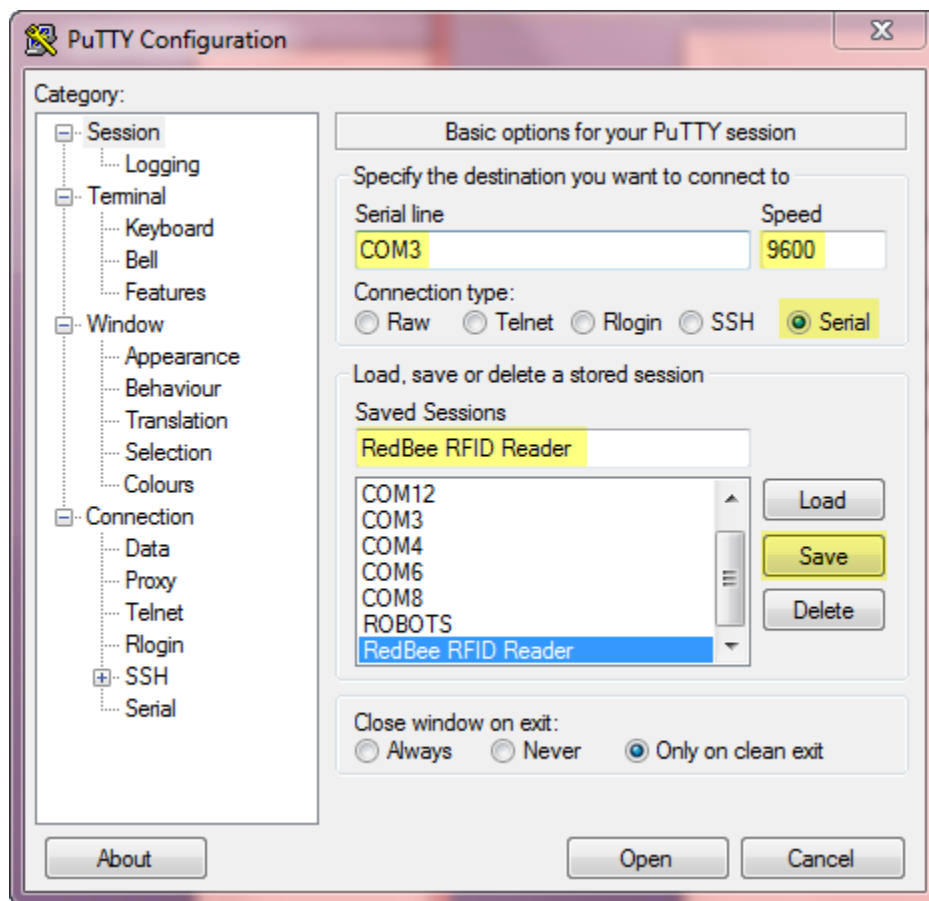 PuTTY Configuration
Category:
Session
Logging
Terminal
Keyboard
Bell
Features
Window
Appearance
Behaviour
Translation
Selection
Colours
Connection
Data
Proxy
Telnet
Rlogin
SSH
Serial
Basic options for your PuTTY session
Specify the destination you want to connect to
Serial line Speed
COM3 9600
Connection type:
Raw Telnet Rlogin SSH Serial
Load, save or delete a stored session
Saved Sessions
RedBee RFID Reader
COM12
COM3
COM4
COM6
COM8
ROBOTS
RedBee RFID Reader
Load
Save
Delete
Close window on exit:
Always Never Only on clean exit
About Open Cancel